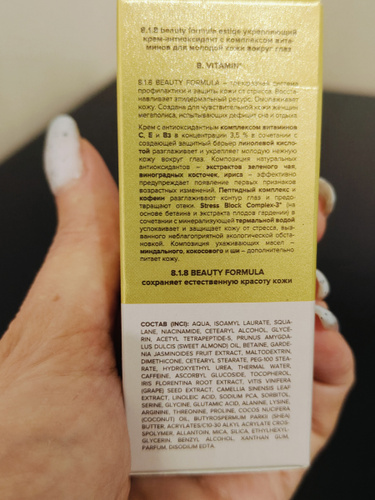 8.1.8 beauty formula estiqe укрепляющий
крем-антиоксидант с комплексом вита-
минов для молодой кожи вокруг глаз
B. VITAMIN®
8.1.8 BEAUTY FORMULA – трехфазная система
профилактики и защиты кожи от стресса. Восста-
навливает эпидермальный ресурс. Омолаживает
кожу. Создана для чувствительной кожи женщин
мегаполиса, испытывающих дефицит сна и отдыха.
Крем с антиоксидантным комплексом витаминов
С, Е и В3 в концентрации 3,5 % в сочетании с
создающей защитный барьер линолевой кисло-
той разглаживает и укрепляет молодую нежную
кожу вокруг глаз. Композиция натуральных
антиоксидантов – экстрактов зеленого чая,
виноградных косточек, ириса – эффективно
предупреждает появление первых признаков
возрастных изменений. Пептидный комплекс и
кофеин разглаживают контур глаз и предо-
твращают отеки. Stress Block Complex-3® (на
основе бетаина и экстракта плодов гардении) в
сочетании с минерализующей термальной водой
успокаивает и защищает кожу от стресса, выз-
ванного неблагоприятной экологической обста-
новкой. Композиция ухаживающих масел –
миндального, кокосового и ши – дополнительно
питает кожу.
8.1.8 BEAUTY FORMULA
сохраняет естественную красоту кожи
СОСТАВ (INCI): AQUA, ISOAMYL LAURATE, SQUA-
LANE, NIACINAMIDE, CETEARYL ALCOHOL, GLYCE-
RIN, ACETYL TETRAPEPTIDE-5, PRUNUS AMYGDA-
LUS DULCIS (SWEET ALMOND) OIL, BETAINE, GARDE-
NIA JASMINOIDES FRUIT EXTRACT, MALTODEXTRIN,
DIMETHICONE, CETEARYL STEARATE, PEG-100 STEA-
RATE, HYDROXYETHYL UREA, THERMAL WATER,
CAFFEINE, ASCORBYL GLUCOSIDE, TOCOPHEROL,
IRIS FLORENTINA ROOT EXTRACT, VITIS VINIFERA
(GRAPE) SEED EXTRACT, CAMELLIA SINENSIS LEAF
EXTRACT, LINOLEIC ACID, SODIUM PCA, SORBITOL,
SERINE, GLYCINE, GLUTAMIC ACID, ALANINE, LYSINE,
ARGININE, THREONINE, PROLINE, COCOS NUCIFERA
(COCONUT) OIL, BUTYROSPERMUM PARKII (SHEA)
BUTTER, ACRYLATES/C10-30 ALKYL ACRYLATE CROS-
SPOLYMER, ALLANTOIN, MICA, SILICA, ETHYLHEXYL-
GLYCERIN, BENZYL ALCOHOL, XANTHAN GUM,
PARFUM, DISODIUM EDTA.